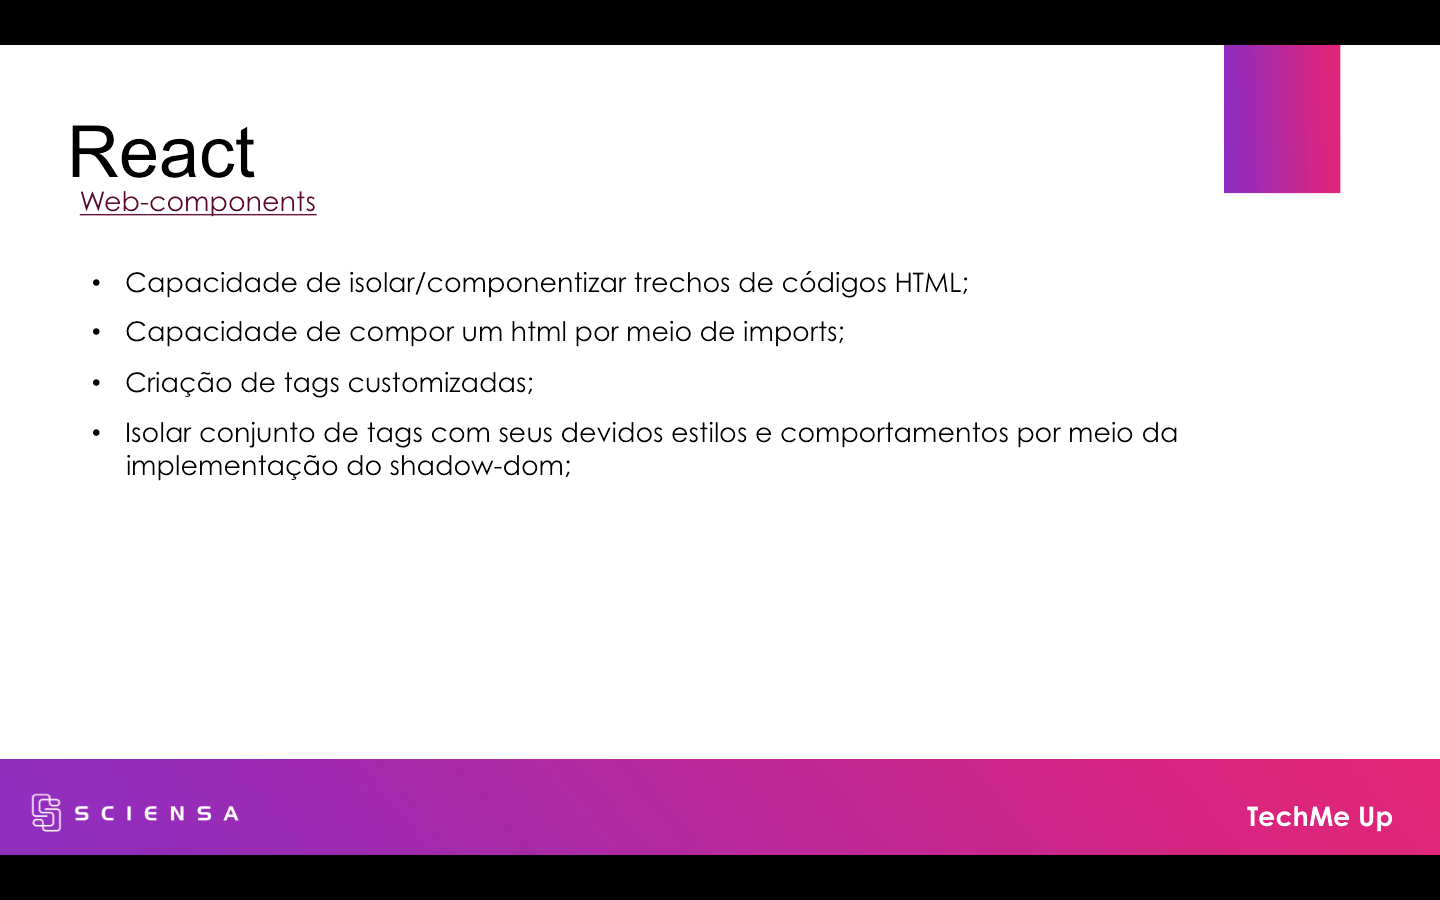 React
Web-components
• Capacidade de isolar/componentizar trechos de códigos HTML;
• Capacidade de compor um html por meio de imports;
• Criação de tags customizadas;
• Isolar conjunto de tags com seus devidos estilos e comportamentos por meio da
implementação do shadow-dom;
SCIENSA
TechMe Up